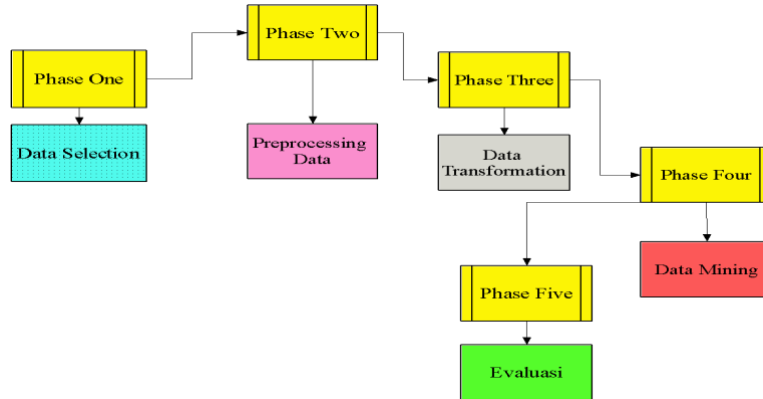 Phase One
Data Selection
Phase Two
Preprocessing
Data
Phase Three
Data
Transformation
Phase Four
Data Mining
Phase Five
Evaluasi